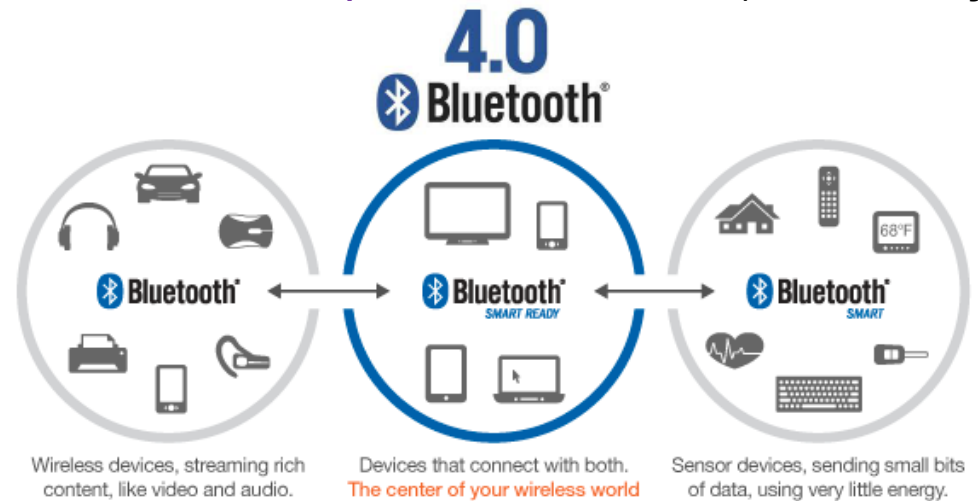 4.0
Bluetooth®
68°F
Bluetooth®
Bluetooth®
SMART READY
Bluetooth®
SMART
Wireless devices, streaming rich
content, like video and audio.
Devices that connect with both.
The center of your wireless world
Sensor devices, sending small bits
of data, using very little energy.